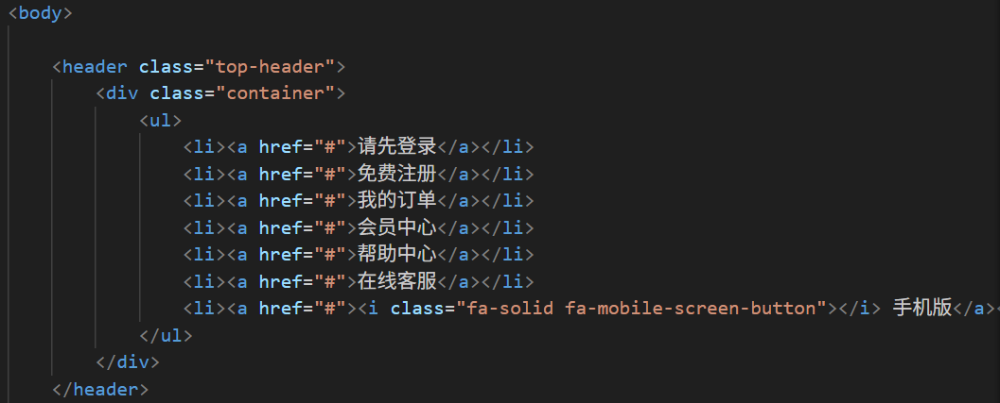 <body>
<header class="top-header">
<div class="container">
<ul>
<li><a href="#">请先登录</a></li>
<li><a href="#">免费注册</a></li>
<li><a href="#">我的订单</a></li>
<li><a href="#">会员中心</a></li>
<li><a href="#">帮助中心</a></li>
<li><a href="#">在线客服</a></li>
<li><a href="#"><i class="fa-solid fa-mobile-screen-button"></i> 手机版</a><
</ul>
</div>
</header>